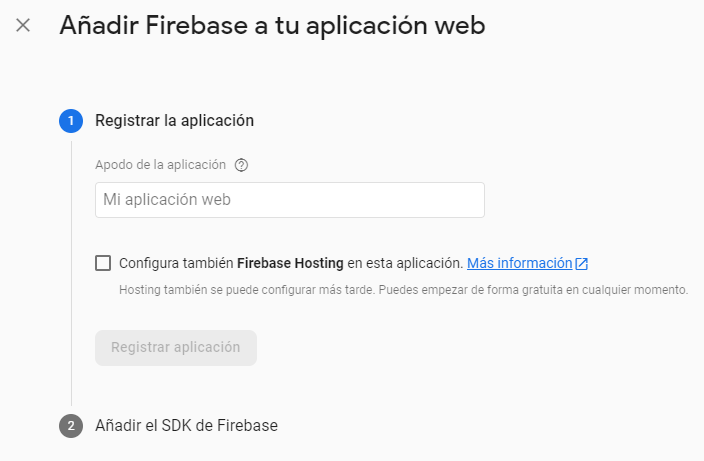 Añadir Firebase a tu aplicación web
1 Registrar la aplicación
Apodo de la aplicación ?
Mi aplicación web
Configura también Firebase Hosting en esta aplicación. Más información
Hosting también se puede configurar más tarde. Puedes empezar de forma gratuita en cualquier momento.
Registrar aplicación
2 Añadir el SDK de Firebase